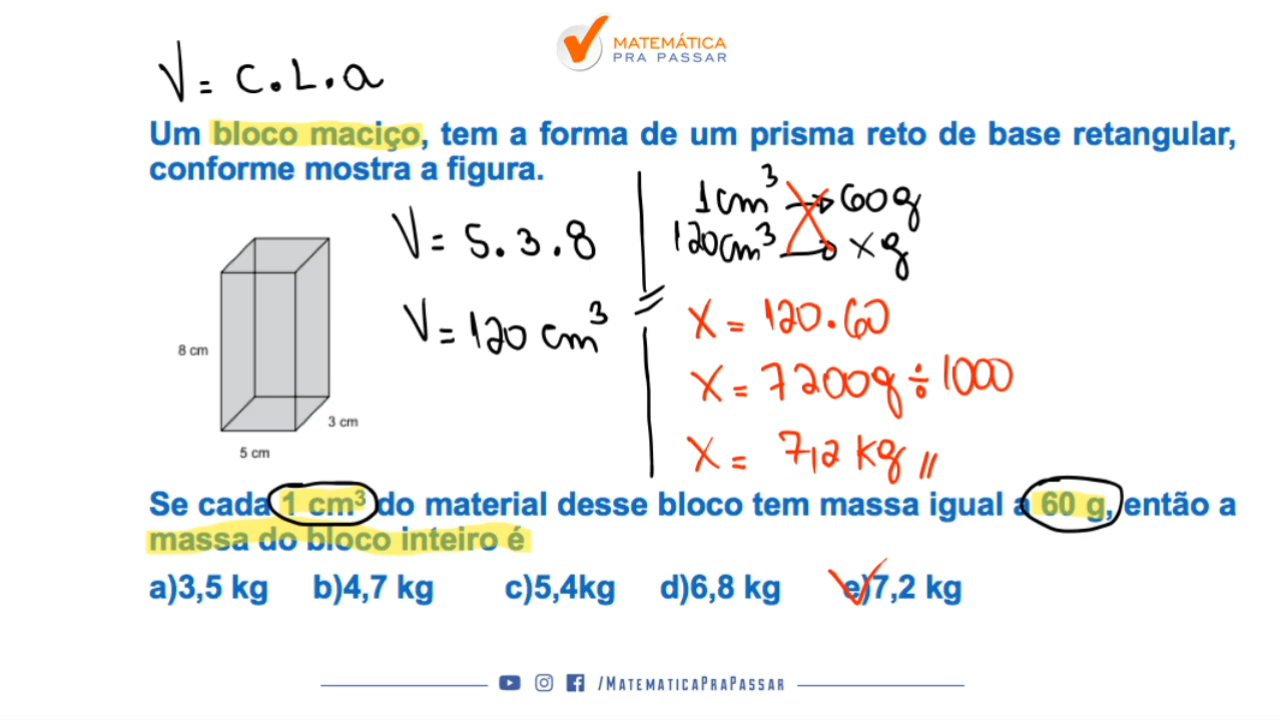 MATEMÁTICA
PRA PASSAR
V = C.L.a
Um bloco maciço, tem a forma de um prisma reto de base retangular,
conforme mostra a figura.
8 cm
3 cm
5 cm
V = 5.3.8
V = 120 cm³
1cm³ → 60g
120cm³ → x g
X = 120.60
X = 7200g ÷ 1000
X = 7,2 kg //
Se cada 1 cm³ do material desse bloco tem massa igual a 60 g, então a
massa do bloco inteiro é
a)3,5 kg b)4,7 kg c)5,4kg d)6,8 kg e)7,2 kg
/MATEMATICAPRAPASSAR